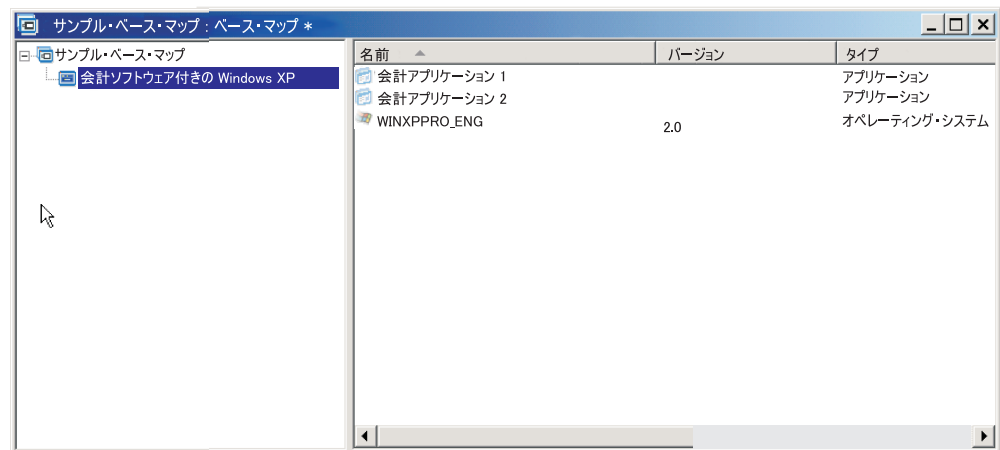 サンプル・ベース・マップ : ベース・マップ *
サンプル・ベース・マップ
会計ソフトウェア付きの Windows XP
名前 バージョン タイプ
会計アプリケーション 1 アプリケーション
会計アプリケーション 2 アプリケーション
WINXPPRO_ENG 2.0 オペレーティング・システム